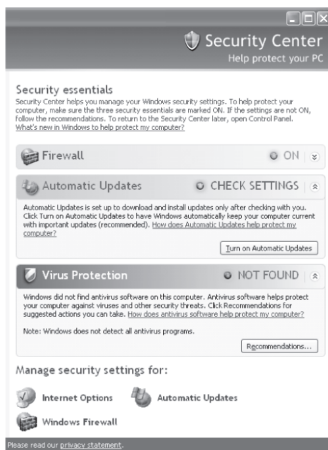 Security Center
Help protect your PC
Security essentials
Security Center helps you manage your Windows security settings. To help protect your
computer, make sure the three security essentials are marked ON. If the settings are not ON,
follow the recommendations. To return to the Security Center later, open Control Panel.
What's new in Windows to help protect my computer?
Firewall ON
Automatic Updates CHECK SETTINGS
Automatic Updates is set up to download and install updates only after checking with you.
Click Turn on Automatic Updates to have Windows automatically keep your computer current
with important updates (recommended). How does Automatic Updates help protect my
computer?
Turn on Automatic Updates
Virus Protection NOT FOUND
Windows did not find antivirus software on this computer. Antivirus software helps protect
your computer against viruses and other security threats. Click Recommendations for
suggested actions you can take. How does antivirus software help protect my computer?
Note: Windows does not detect all antivirus programs.
Recommendations...
Manage security settings for:
Internet Options Automatic Updates
Windows Firewall
Please read our privacy statement.